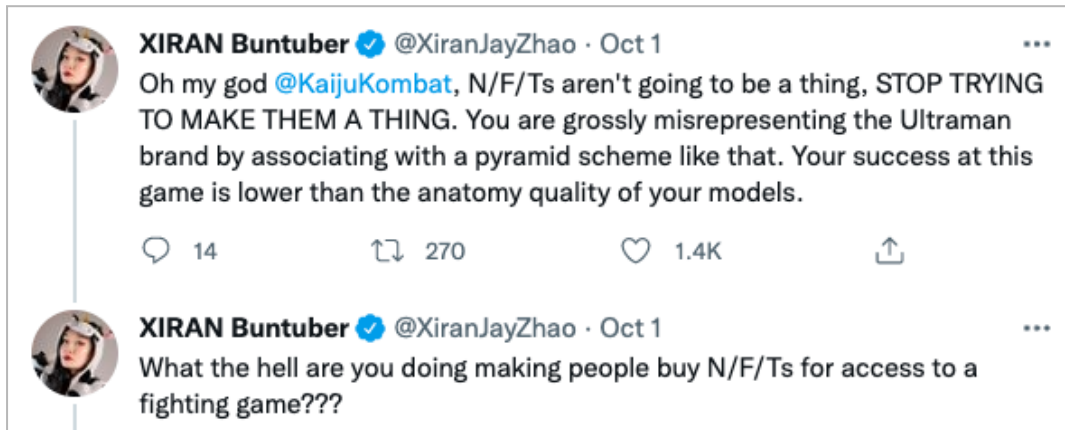 XIRAN Buntuber @XiranJayZhao · Oct 1
Oh my god @KaijuKombat, N/F/Ts aren't going to be a thing, STOP TRYING
TO MAKE THEM A THING. You are grossly misrepresenting the Ultraman
brand by associating with a pyramid scheme like that. Your success at this
game is lower than the anatomy quality of your models.
14 270 1.4K
XIRAN Buntuber @XiranJayZhao · Oct 1
What the hell are you doing making people buy N/F/Ts for access to a
fighting game???